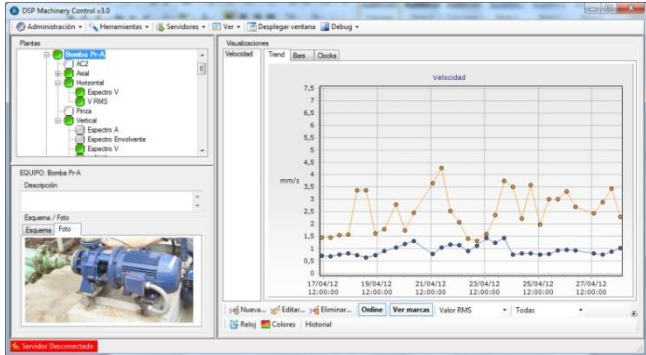 DSP Machinery Control v3.0
Administración Herramientas Servidores Ver Desplegar ventana Debug
Plantas
Bomba Pr-A
AC2
Axial
Horizontal
Espectro V
V RMS
Pinza
Vertical
Espectro A
Espectro Envolvente
Espectro V
EQUIPO: Bomba Pr-A
Descripción
Esquema / Foto
Esquema Foto
Servidor Desconectado
Visualizaciones
Velocidad
Trend Bars Clocks
Velocidad
7,5
7
6,5
6
5,5
5
4,5
4
3,5
3
2,5
2
1,5
1
0,5
0
mm/s
17/04/12 19/04/12 21/04/12 23/04/12 25/04/12 27/04/12
12:00:00 12:00:00 12:00:00 12:00:00 12:00:00 12:00:00
Nueva... Editar... Eliminar... Online Ver marcas Valor RMS Todas
Reloj Colores Historial